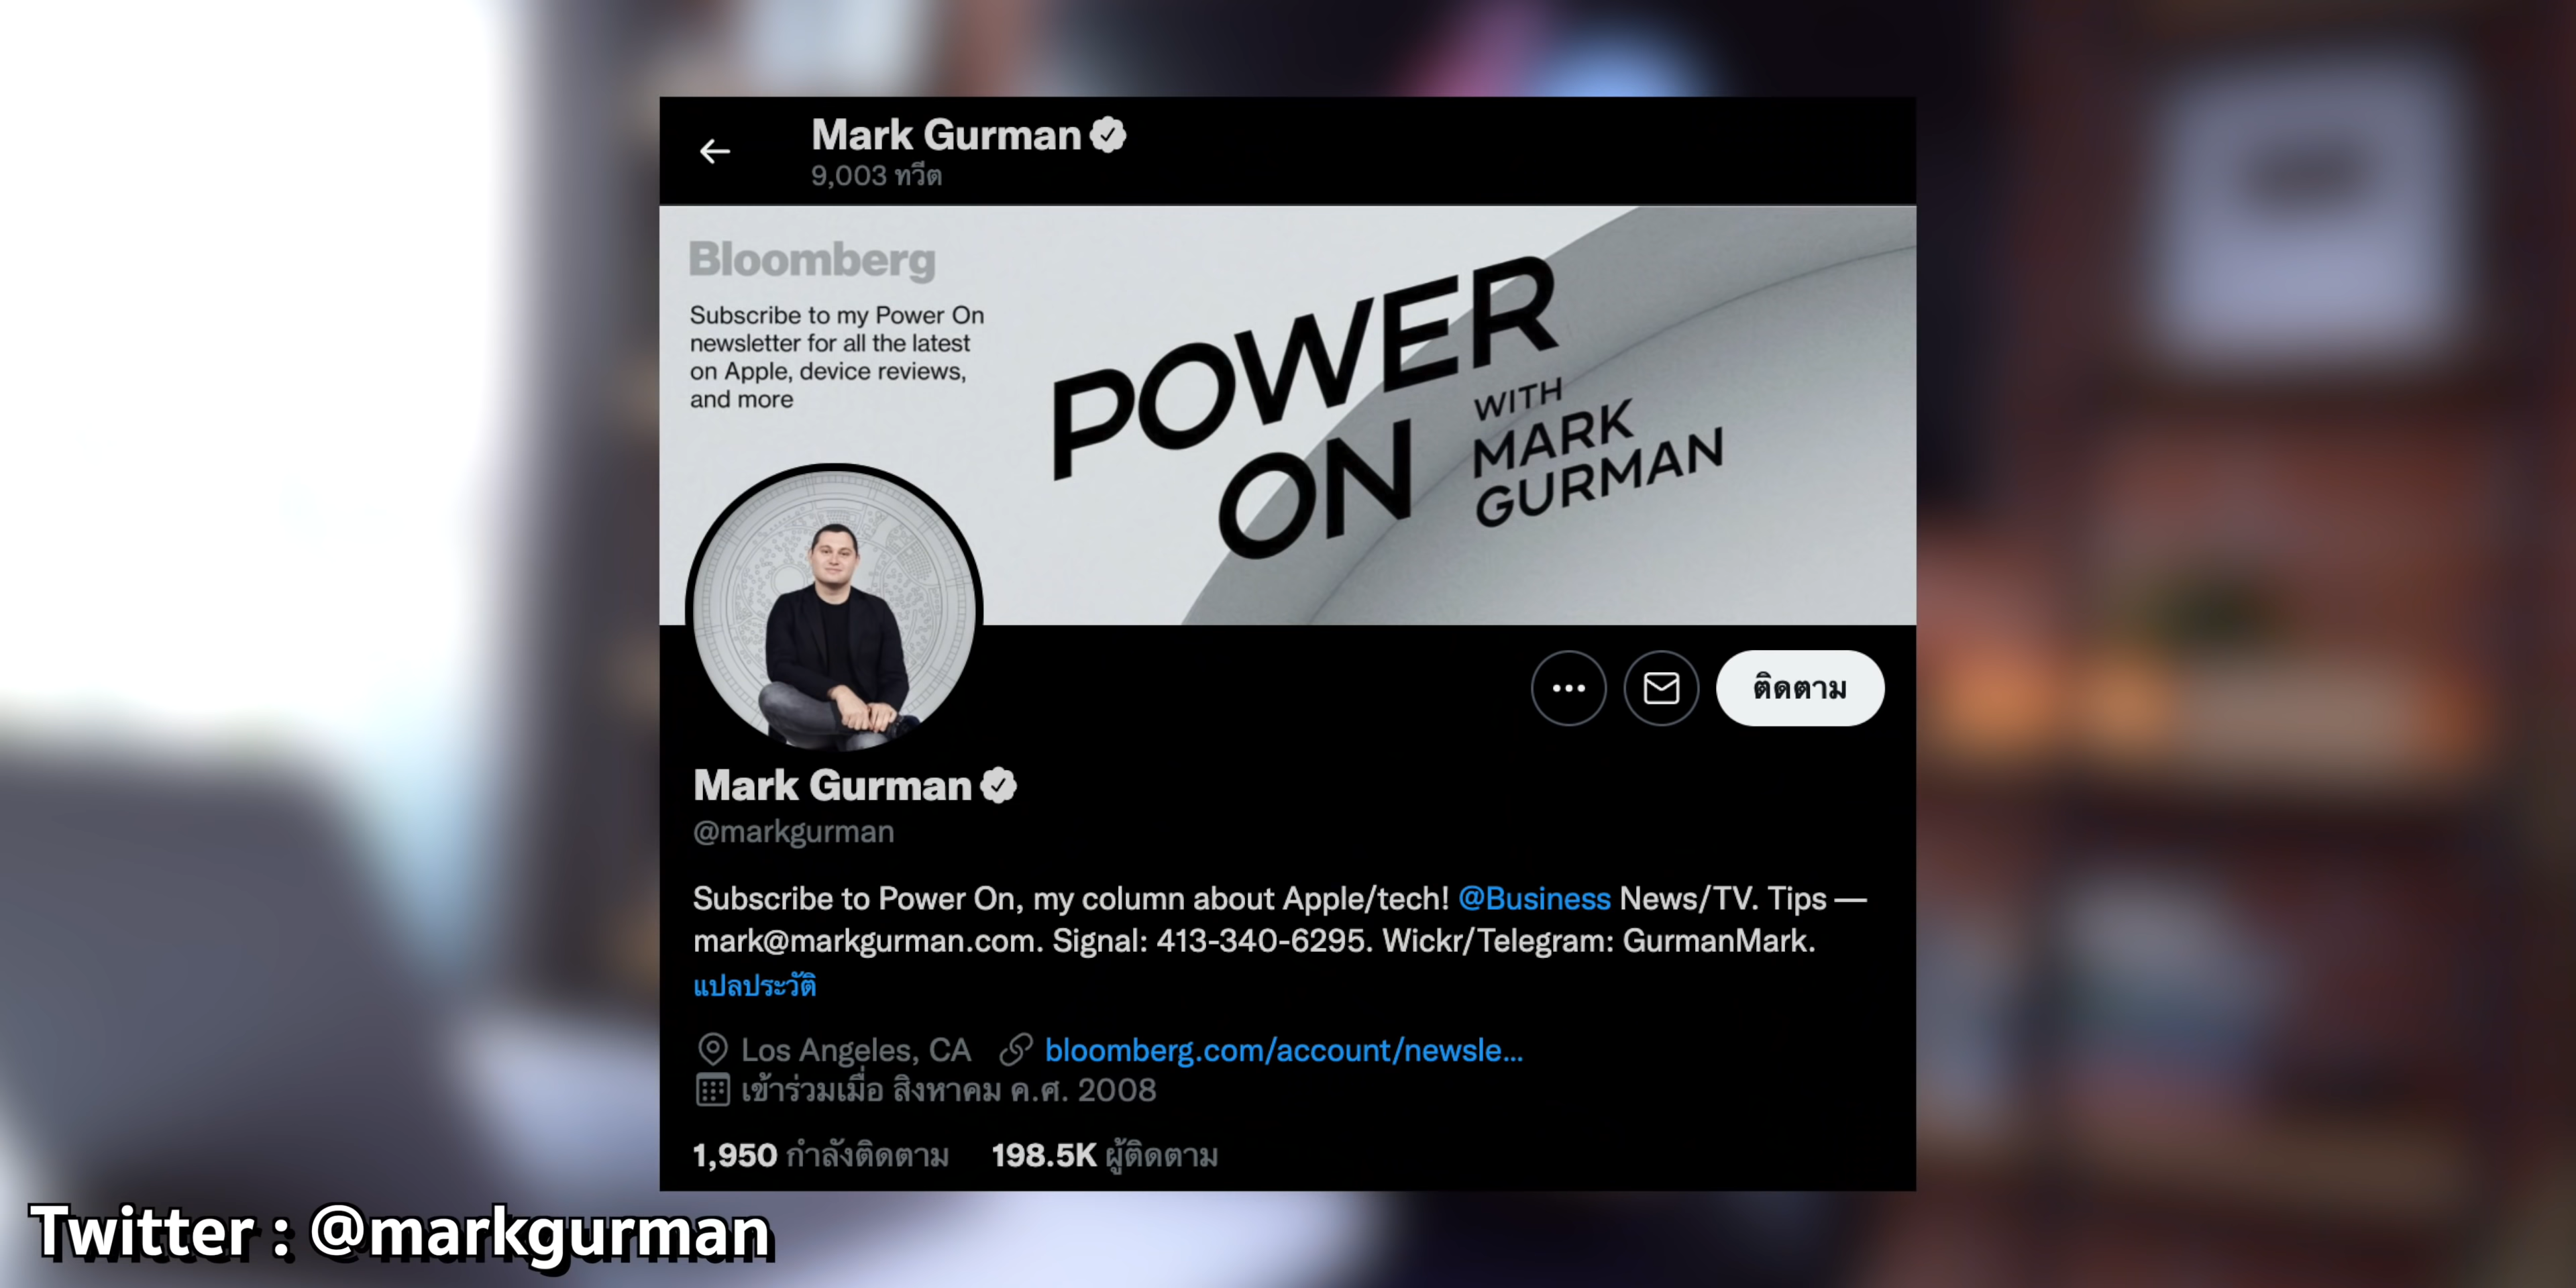 Mark Gurman
9,003 ทวีต
Bloomberg
Subscribe to my Power On
newsletter for all the latest
on Apple, device reviews,
and more
POWER
ON
WITH
MARK
GURMAN
ติดตาม
Mark Gurman
@markgurman
Subscribe to Power On, my column about Apple/tech! @Business News/TV. Tips —
mark@markgurman.com. Signal: 413-340-6295. Wickr/Telegram: GurmanMark.
แปลประวัติ
Los Angeles, CA bloomberg.com/account/newsle...
เข้าร่วมเมื่อ สิงหาคม ค.ศ. 2008
1,950 กำลังติดตาม 198.5K ผู้ติดตาม
Twitter : @markgurman